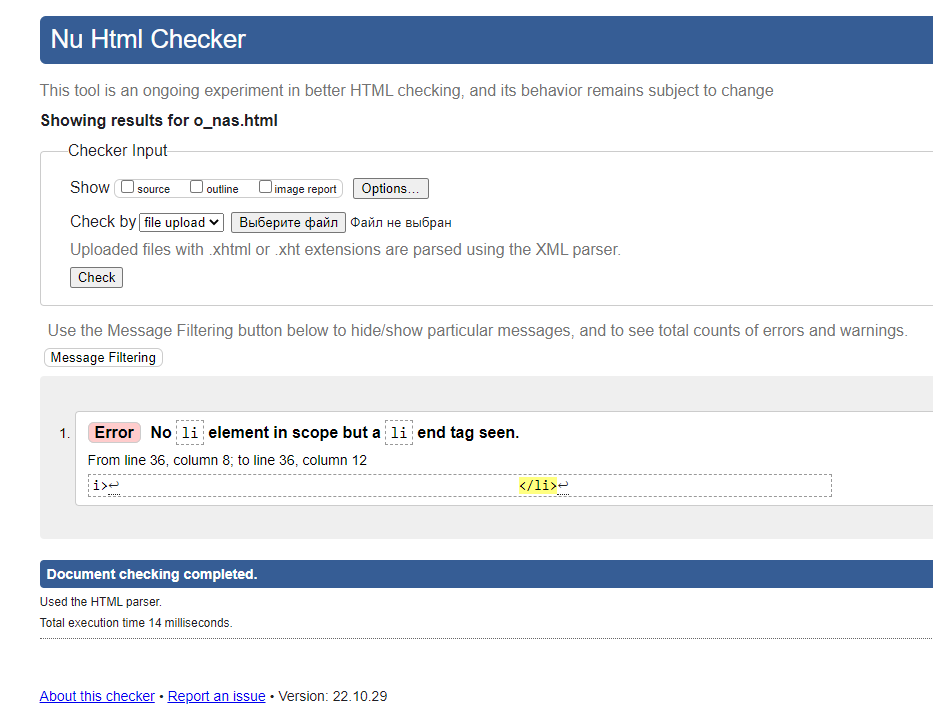 Nu Html Checker
This tool is an ongoing experiment in better HTML checking, and its behavior remains subject to change
Showing results for o_nas.html
Checker Input
Show source outline image report Options...
Check by file upload Выберите файл Файл не выбран
Uploaded files with .xhtml or .xht extensions are parsed using the XML parser.
Check
Use the Message Filtering button below to hide/show particular messages, and to see total counts of errors and warnings.
Message Filtering
1. Error No li element in scope but a li end tag seen.
From line 36, column 8; to line 36, column 12
i>↩ </li>↩
Document checking completed.
Used the HTML parser.
Total execution time 14 milliseconds.
About this checker • Report an issue • Version: 22.10.29